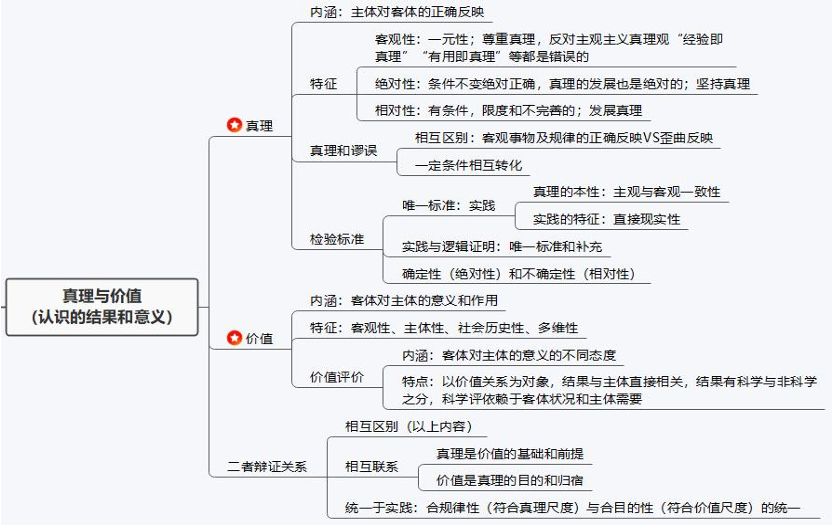 内涵：主体对客体的正确反映
客观性：一元性；尊重真理，反对主观主义真理观“经验即
真理”“有用即真理”等都是错误的
特征
绝对性：条件不变绝对正确，真理的发展也是绝对的；坚持真理
相对性：有条件，限度和不完善的；发展真理
真理
相互区别：客观事物及规律的正确反映VS歪曲反映
真理和谬误
一定条件相互转化
真理的本性：主观与客观一致性
唯一标准：实践
实践的特征：直接现实性
检验标准
实践与逻辑证明：唯一标准和补充
确定性（绝对性）和不确定性（相对性）
真理与价值
（认识的结果和意义）
内涵：客体对主体的意义和作用
特征：客观性、主体性、社会历史性、多维性
价值
内涵：客体对主体的意义的不同态度
价值评价
特点：以价值关系为对象，结果与主体直接相关，结果有科学与非科学
之分，科学评依赖于客体状况和主体需要
相互区别（以上内容）
真理是价值的基础和前提
二者辩证关系
相互联系
价值是真理的目的和归宿
统一于实践：合规律性（符合真理尺度）与合目的性（符合价值尺度）的统一